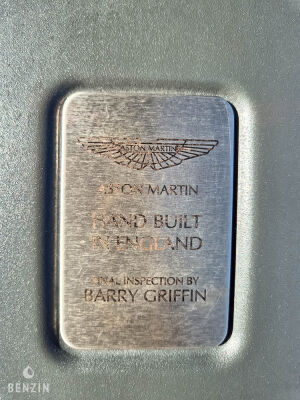 ASTON MARTIN
ASTON MARTIN
HAND BUILT
IN ENGLAND
FINAL INSPECTION BY
BARRY GRIFFIN
BENZIN